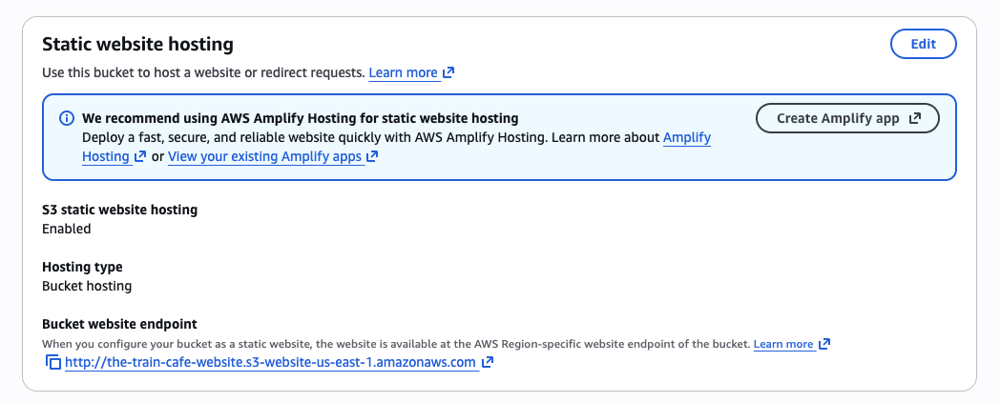 Static website hosting
Edit
Use this bucket to host a website or redirect requests. Learn more
We recommend using AWS Amplify Hosting for static website hosting
Create Amplify app
Deploy a fast, secure, and reliable website quickly with AWS Amplify Hosting. Learn more about Amplify
Hosting or View your existing Amplify apps
S3 static website hosting
Enabled
Hosting type
Bucket hosting
Bucket website endpoint
When you configure your bucket as a static website, the website is available at the AWS Region-specific website endpoint of the bucket. Learn more
http://the-train-cafe-website.s3-website-us-east-1.amazonaws.com